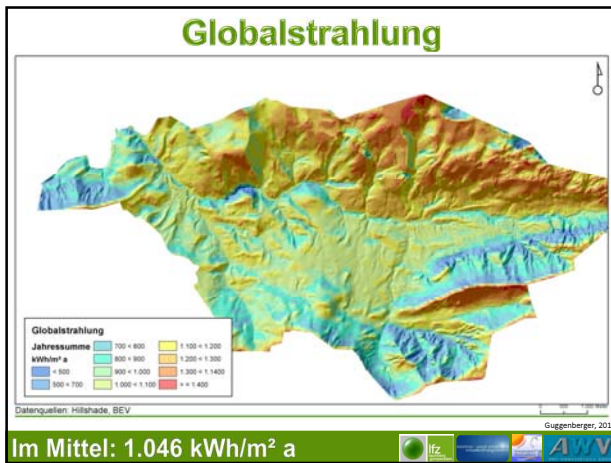 Globalstrahlung
Globalstrahlung
Jahressumme
kWh/m² a
< 500
500 < 700
700 < 800
800 < 900
900 < 1.000
1.000 < 1.100
1.100 < 1.200
1.200 < 1.300
1.300 < 1.1400
> = 1.400
Datenquellen: Hillshade, BEV
Guggenberger, 201
Im Mittel: 1.046 kWh/m² a
lfz
AWV